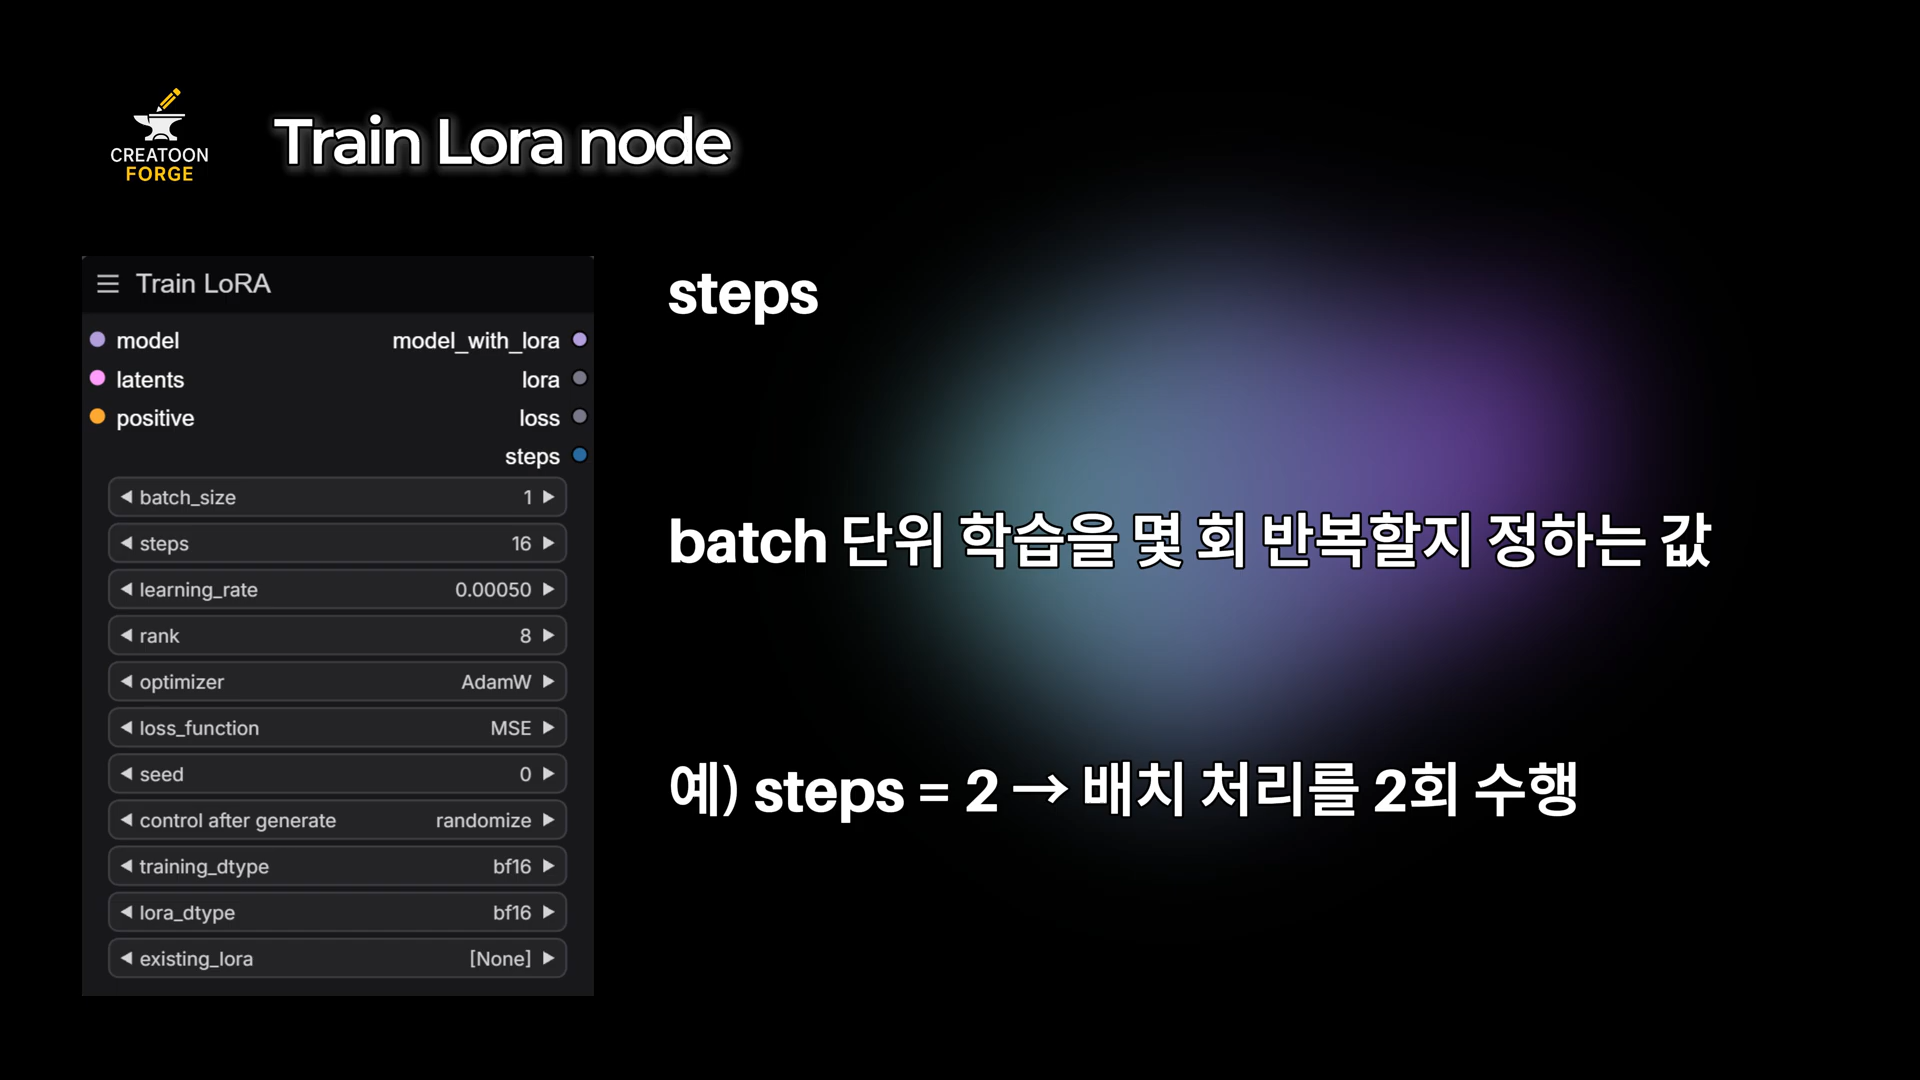 CREATOON
FORGE
Train Lora node
Train LoRA
model
model_with_lora
latents
lora
positive
loss
steps
batch_size 1
steps 16
learning_rate 0.00050
rank 8
optimizer AdamW
loss_function MSE
seed 0
control after generate randomize
training_dtype bf16
lora_dtype bf16
existing_lora [None]
steps
batch 단위 학습을 몇 회 반복할지 정하는 값
예) steps = 2 → 배치 처리를 2회 수행